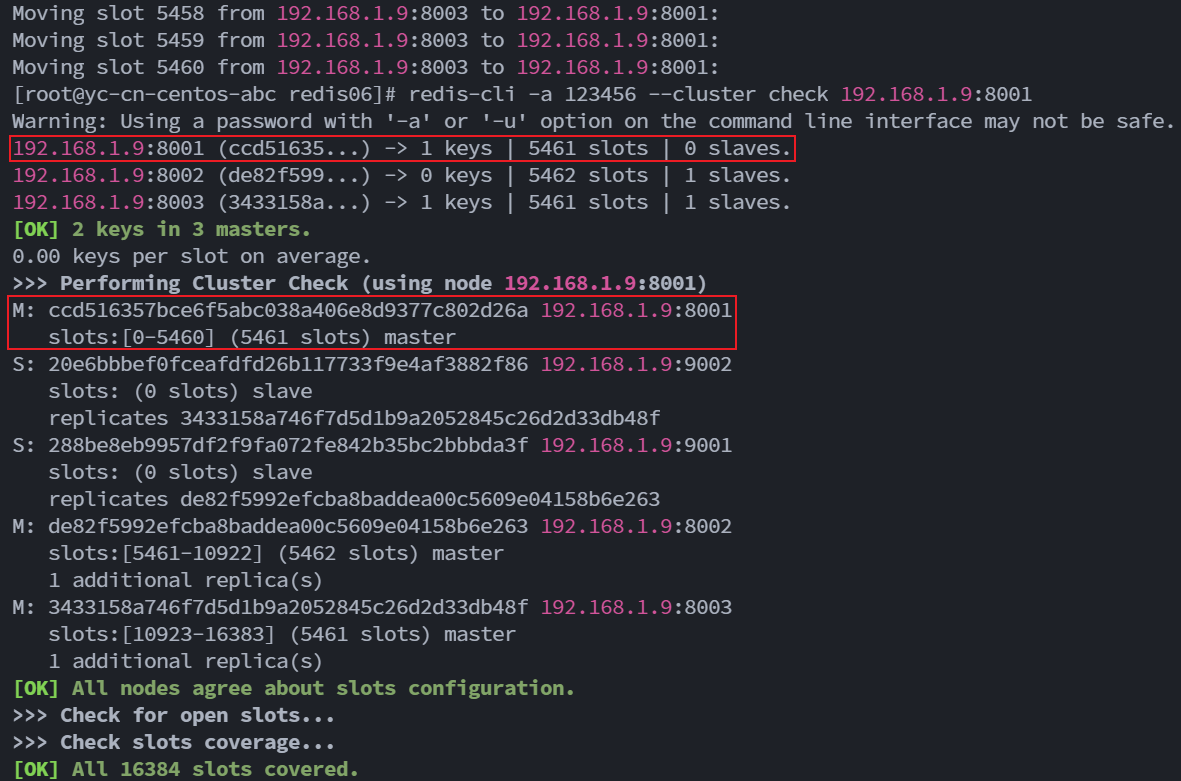 Moving slot 5458 from 192.168.1.9:8003 to 192.168.1.9:8001:
Moving slot 5459 from 192.168.1.9:8003 to 192.168.1.9:8001:
Moving slot 5460 from 192.168.1.9:8003 to 192.168.1.9:8001:
[root@yc-cn-centos-abc redis06]# redis-cli -a 123456 --cluster check 192.168.1.9:8001
Warning: Using a password with '-a' or '-u' option on the command line interface may not be safe.
192.168.1.9:8001 (ccd51635...) -> 1 keys | 5461 slots | 0 slaves.
192.168.1.9:8002 (de82f599...) -> 0 keys | 5462 slots | 1 slaves.
192.168.1.9:8003 (3433158a...) -> 1 keys | 5461 slots | 1 slaves.
[OK] 2 keys in 3 masters.
0.00 keys per slot on average.
>>> Performing Cluster Check (using node 192.168.1.9:8001)
M: ccd516357bce6f5abc038a406e8d9377c802d26a 192.168.1.9:8001
   slots:[0-5460] (5461 slots) master
S: 20e6bbbef0fceafdfd26b117733f9e4af3882f86 192.168.1.9:9002
   slots: (0 slots) slave
   replicates 3433158a746f7d5d1b9a2052845c26d2d33db48f
S: 288be8eb9957df2f9fa072fe842b35bc2bbbda3f 192.168.1.9:9001
   slots: (0 slots) slave
   replicates de82f5992efcba8baddea00c5609e04158b6e263
M: de82f5992efcba8baddea00c5609e04158b6e263 192.168.1.9:8002
   slots:[5461-10922] (5462 slots) master
   1 additional replica(s)
M: 3433158a746f7d5d1b9a2052845c26d2d33db48f 192.168.1.9:8003
   slots:[10923-16383] (5461 slots) master
   1 additional replica(s)
[OK] All nodes agree about slots configuration.
>>> Check for open slots...
>>> Check slots coverage...
[OK] All 16384 slots covered.